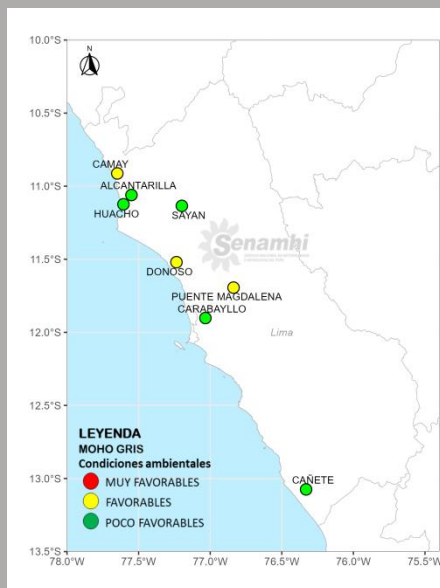 N
10.0°S
10.5°S
11.0°S
11.5°S
12.0°S
12.5°S
13.0°S
13.5°S
CAMAY
ALCANTARILLA
HUACHO
SAYAN
Senamhi
DONOSO
PUENTE MAGDALENA
CARABAYLLO
Lima
CAÑETE
LEYENDA
MOHO GRIS
Condiciones ambientales
MUY FAVORABLES
FAVORABLES
POCO FAVORABLES
78.0°W 77.5°W 77.0°W 76.5°W 76.0°W 75.5°W